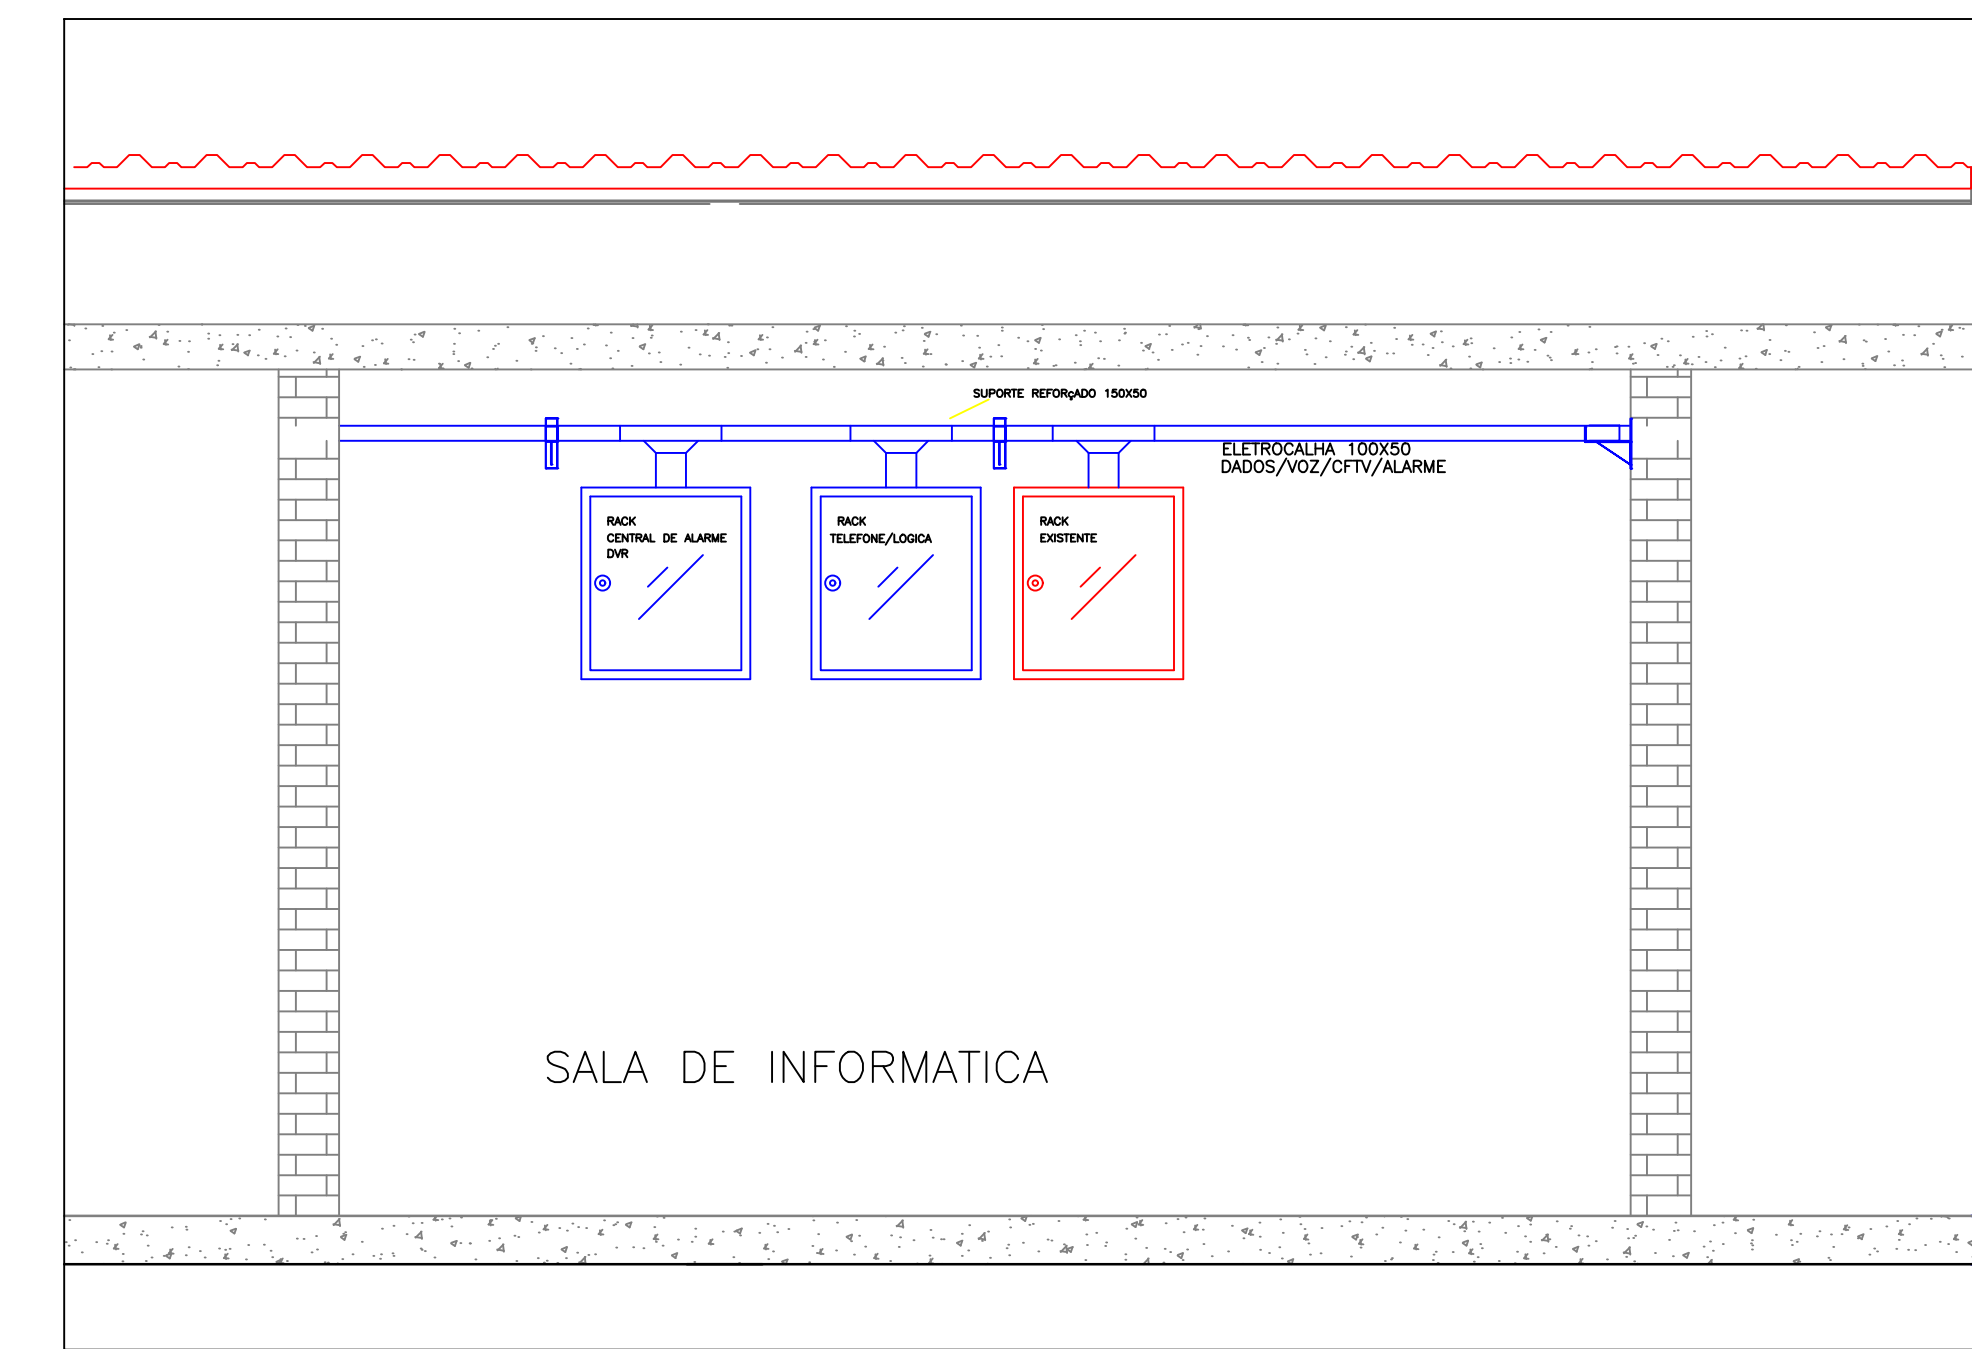 SUPORTE REFORçADO 150X50
ELETROCALHA 100X50
DADOS/VOZ/CFTV/ALARME
RACK
CENTRAL DE ALARME
DVR
RACK
TELEFONE/LOGICA
RACK
EXISTENTE
SALA DE INFORMATICA